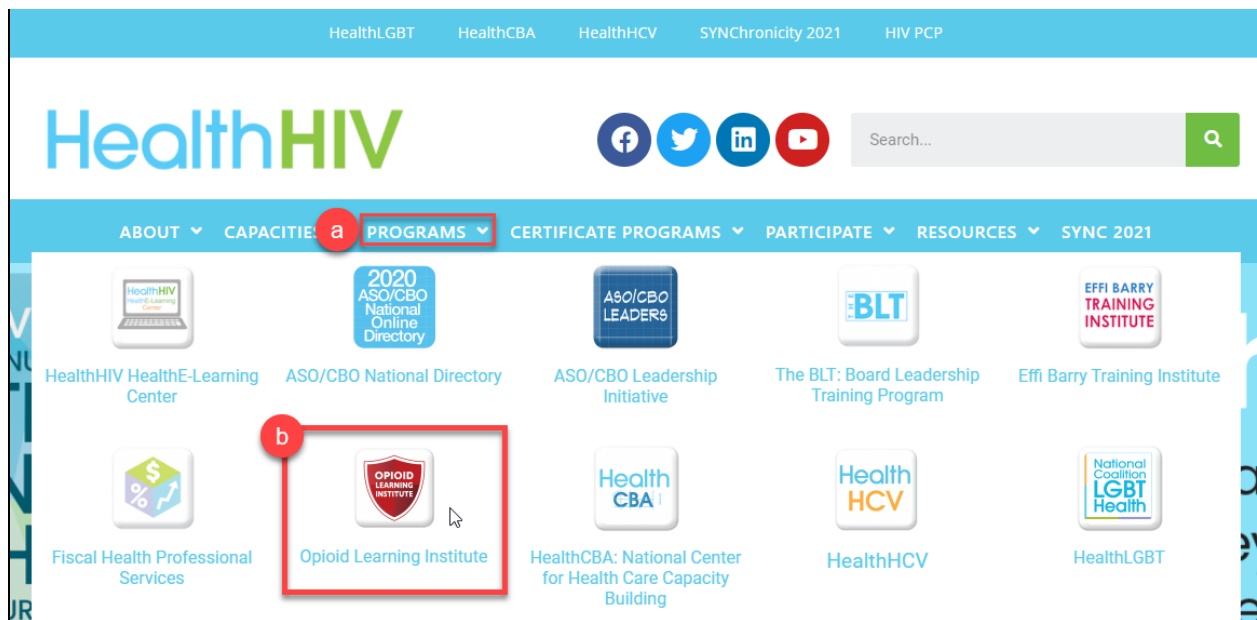 HealthLGBT HealthCBA HealthHCV SYNChronicity 2021 HIV PCP
HealthHIV
Search...
ABOUT CAPACITIE a PROGRAMS CERTIFICATE PROGRAMS PARTICIPATE RESOURCES SYNC 2021
HealthHIV
HealthE-Learning
Center
2020
ASO/CBO
National
Online
Directory
ASO/CBO
LEADERS
THE BLT
EFFI BARRY
TRAINING
INSTITUTE
HealthHIV HealthE-Learning
Center
ASO/CBO National Directory
ASO/CBO Leadership
Initiative
The BLT: Board Leadership
Training Program
Effi Barry Training Institute
b
$
%
OPIOID
LEARNING
INSTITUTE
Health
CBA
Health
HCV
National
Coalition
LGBT
Health
Fiscal Health Professional
Services
Opioid Learning Institute
HealthCBA: National Center
for Health Care Capacity
Building
HealthHCV
HealthLGBT